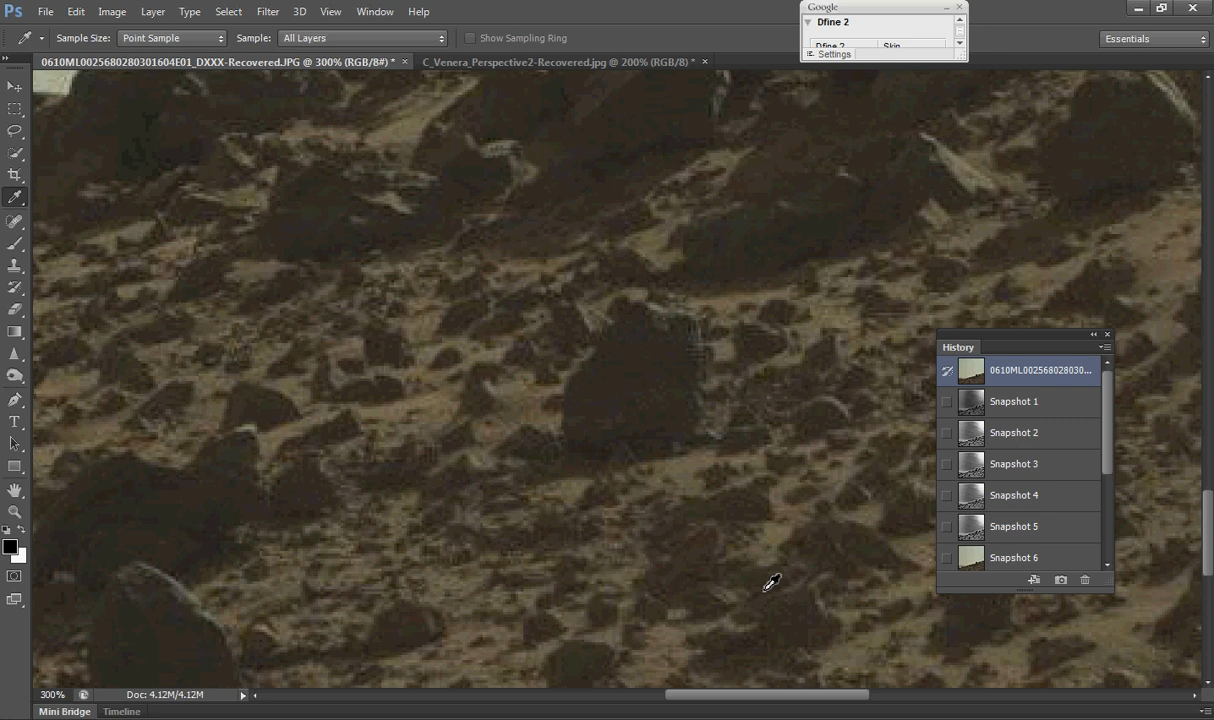 Ps File Edit Image Layer Type Select Filter 3D View Window Help
Google
Dfine 2
Dfine 2 Skin
Settings
Sample Size: Point Sample Sample: All Layers Show Sampling Ring
Essentials
0610ML0025680280301604E01_DXXX-Recovered.JPG @ 300% (RGB/8#) * × C_Venera_Perspective2-Recovered.jpg @ 200% (RGB/8) * ×
History
0610ML002568028030...
Snapshot 1
Snapshot 2
Snapshot 3
Snapshot 4
Snapshot 5
Snapshot 6
300% Doc: 4.12M/4.12M
Mini Bridge Timeline